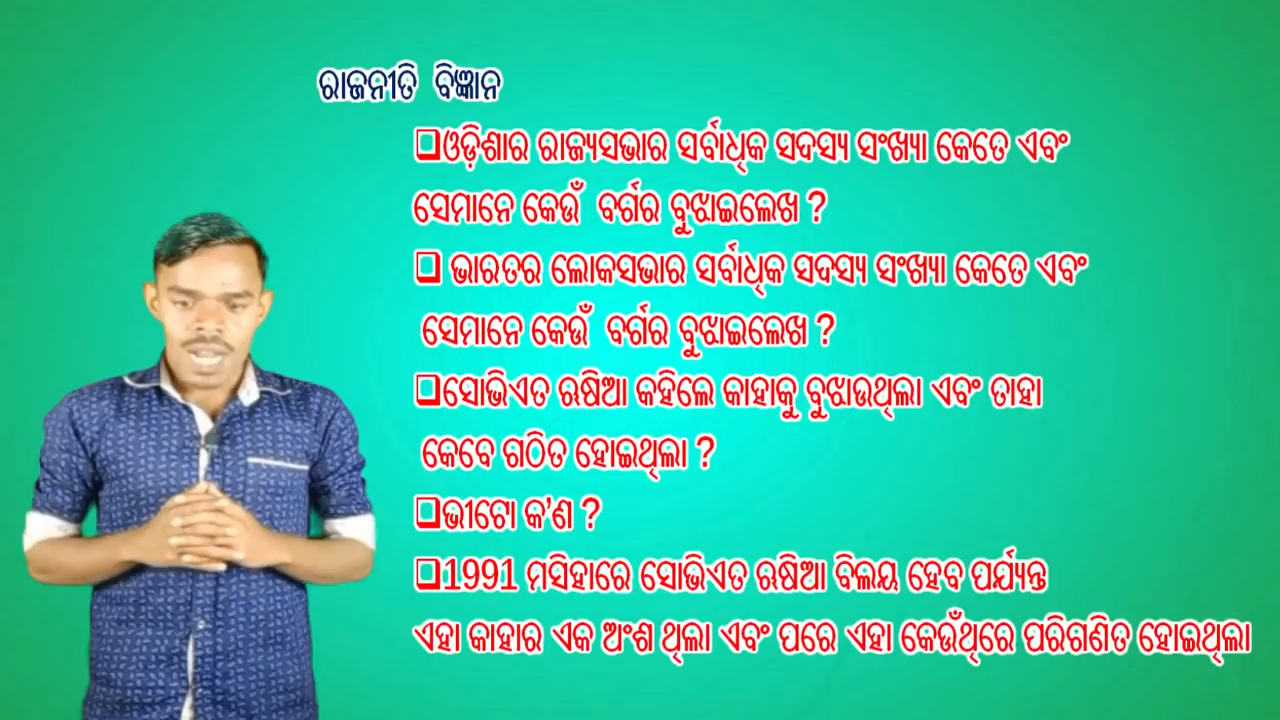 ରାଜନୀତି ବିଜ୍ଞାନ
❑ଓଡ଼ିଶାର ରାଜ୍ୟସଭାର ସର୍ବାଧିକ ସଦସ୍ୟ ସଂଖ୍ୟା କେତେ ଏବଂ
ସେମାନେ କେଉଁ ବର୍ଗର ବୁଝାଇଲେଖ ?
❑ ଭାରତର ଲୋକସଭାର ସର୍ବାଧିକ ସଦସ୍ୟ ସଂଖ୍ୟା କେତେ ଏବଂ
ସେମାନେ କେଉଁ ବର୍ଗର ବୁଝାଇଲେଖ ?
❑ସୋଭିଏତ ଋଷିଆ କହିଲେ କାହାକୁ ବୁଝାଉଥିଲା ଏବଂ ତାହା
କେବେ ଗଠିତ ହୋଇଥିଲା ?
❑ଭୀଟୋ କ'ଣ ?
❑1991 ମସିହାରେ ସୋଭିଏତ ଋଷିଆ ବିଲୟ ହେବ ପର୍ଯ୍ୟନ୍ତ
ଏହା କାହାର ଏକ ଅଂଶ ଥିଲା ଏବଂ ପରେ ଏହା କେଉଁଥିରେ ପରିଗଣିତ ହୋଇଥିଲା